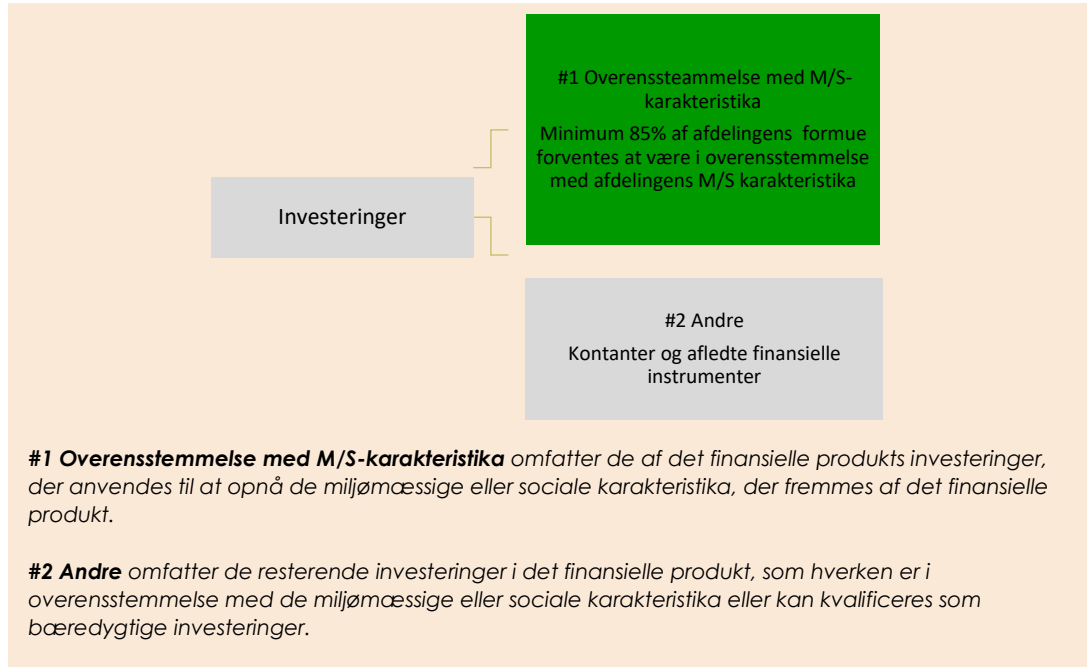 #1 Overenssteammelse med M/S-
karakteristika
Minimum 85% af afdelingens formue
forventes at være i overensstemmelse
med afdelingens M/S karakteristika
Investeringer
#2 Andre
Kontanter og afledte finansielle
instrumenter
#1 Overensstemmelse med M/S-karakteristika omfatter de af det finansielle produkts investeringer,
der anvendes til at opnå de miljømæssige eller sociale karakteristika, der fremmes af det finansielle
produkt.
#2 Andre omfatter de resterende investeringer i det finansielle produkt, som hverken er i
overensstemmelse med de miljømæssige eller sociale karakteristika eller kan kvalificeres som
bæredygtige investeringer.